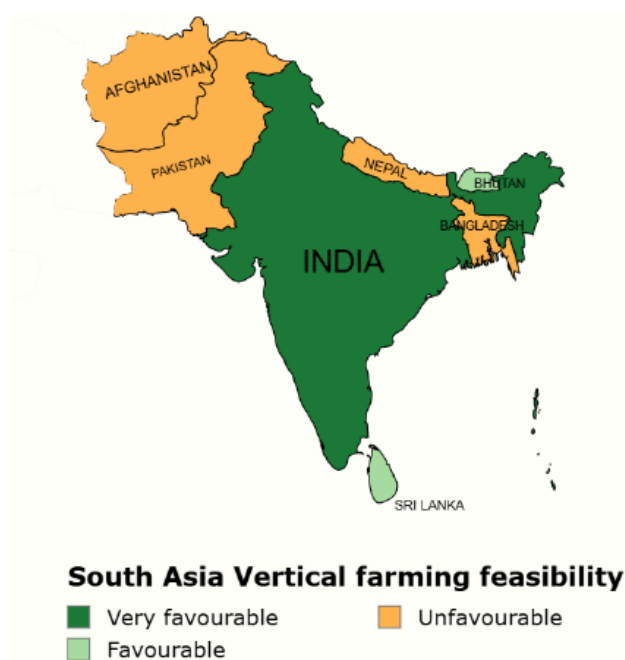 AFGHANISTAN
PAKISTAN
NEPAL
BHUTAN
BANGLADESH
INDIA
SRI LANKA
South Asia Vertical farming feasibility
Very favourable
Unfavourable
Favourable